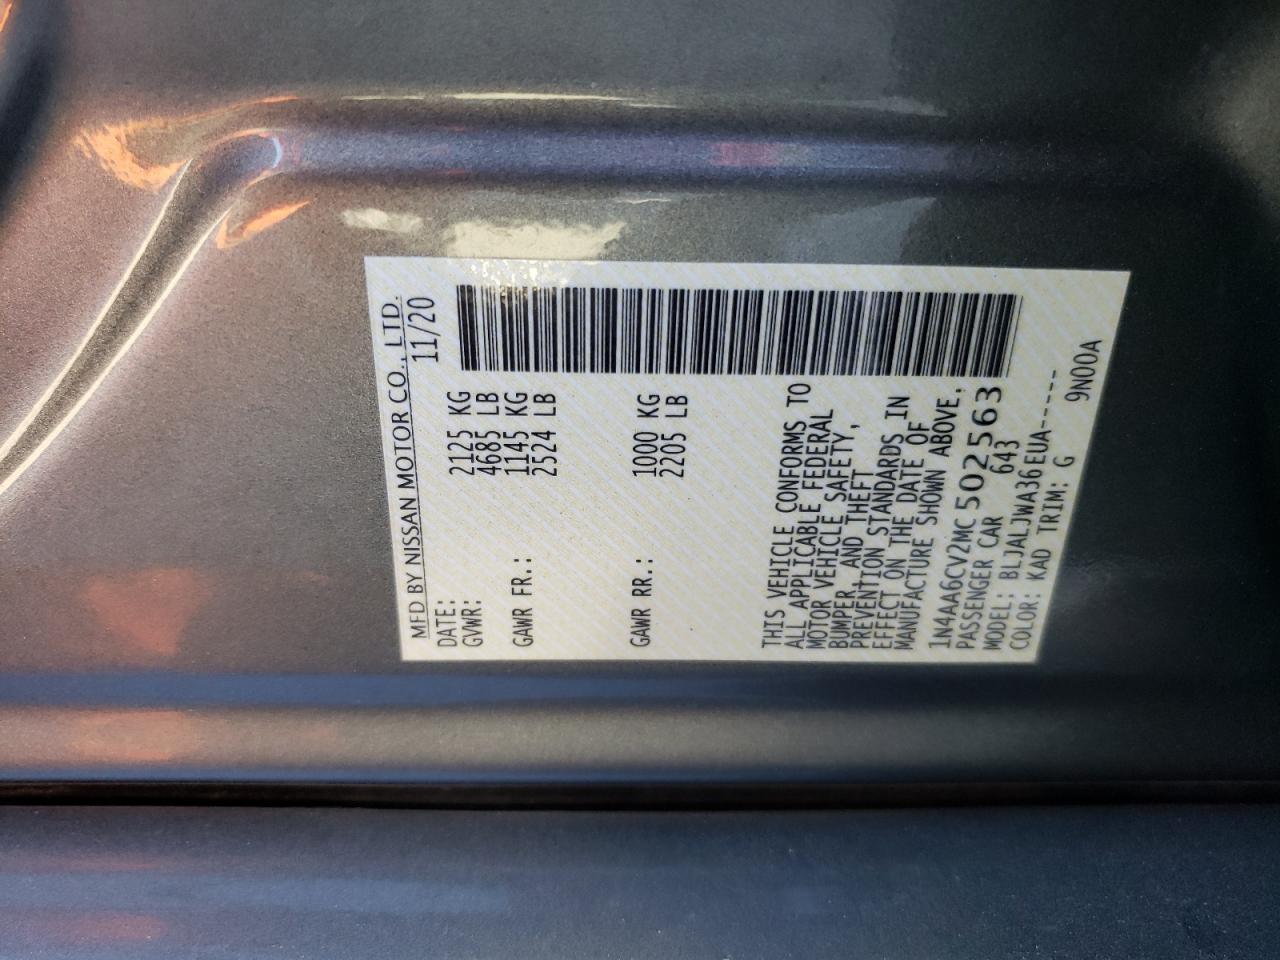 MFD BY NISSAN MOTOR CO., LTD.
DATE: 11/20
GVWR: 2125 KG
4685 LB
GAWR FR.: 1145 KG
2524 LB
GAWR RR.: 1000 KG
2205 LB
THIS VEHICLE CONFORMS TO
ALL APPLICABLE FEDERAL
MOTOR VEHICLE SAFETY,
BUMPER, AND THEFT
PREVENTION STANDARDS IN
EFFECT ON THE DATE OF
MANUFACTURE SHOWN ABOVE.
1N4AA6CV2MC502563
PASSENGER CAR 643
MODEL: BLJALJWA36EUA-----
COLOR: KAD TRIM: G 9N00A